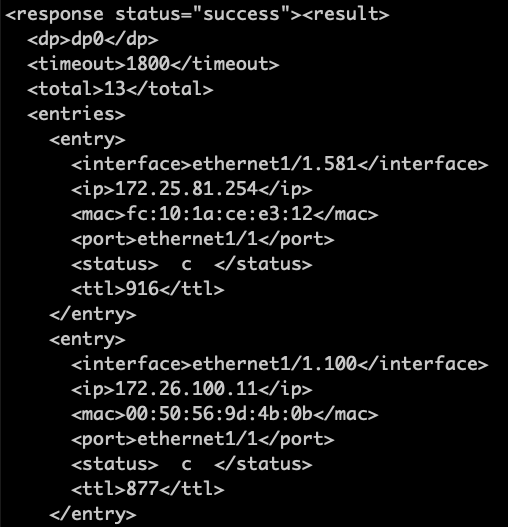 <response status="success"><result>
  <dp>dp0</dp>
  <timeout>1800</timeout>
  <total>13</total>
  <entries>
    <entry>
      <interface>ethernet1/1.581</interface>
      <ip>172.25.81.254</ip>
      <mac>fc:10:1a:ce:e3:12</mac>
      <port>ethernet1/1</port>
      <status>  c  </status>
      <ttl>916</ttl>
    </entry>
    <entry>
      <interface>ethernet1/1.100</interface>
      <ip>172.26.100.11</ip>
      <mac>00:50:56:9d:4b:0b</mac>
      <port>ethernet1/1</port>
      <status>  c  </status>
      <ttl>877</ttl>
    </entry>